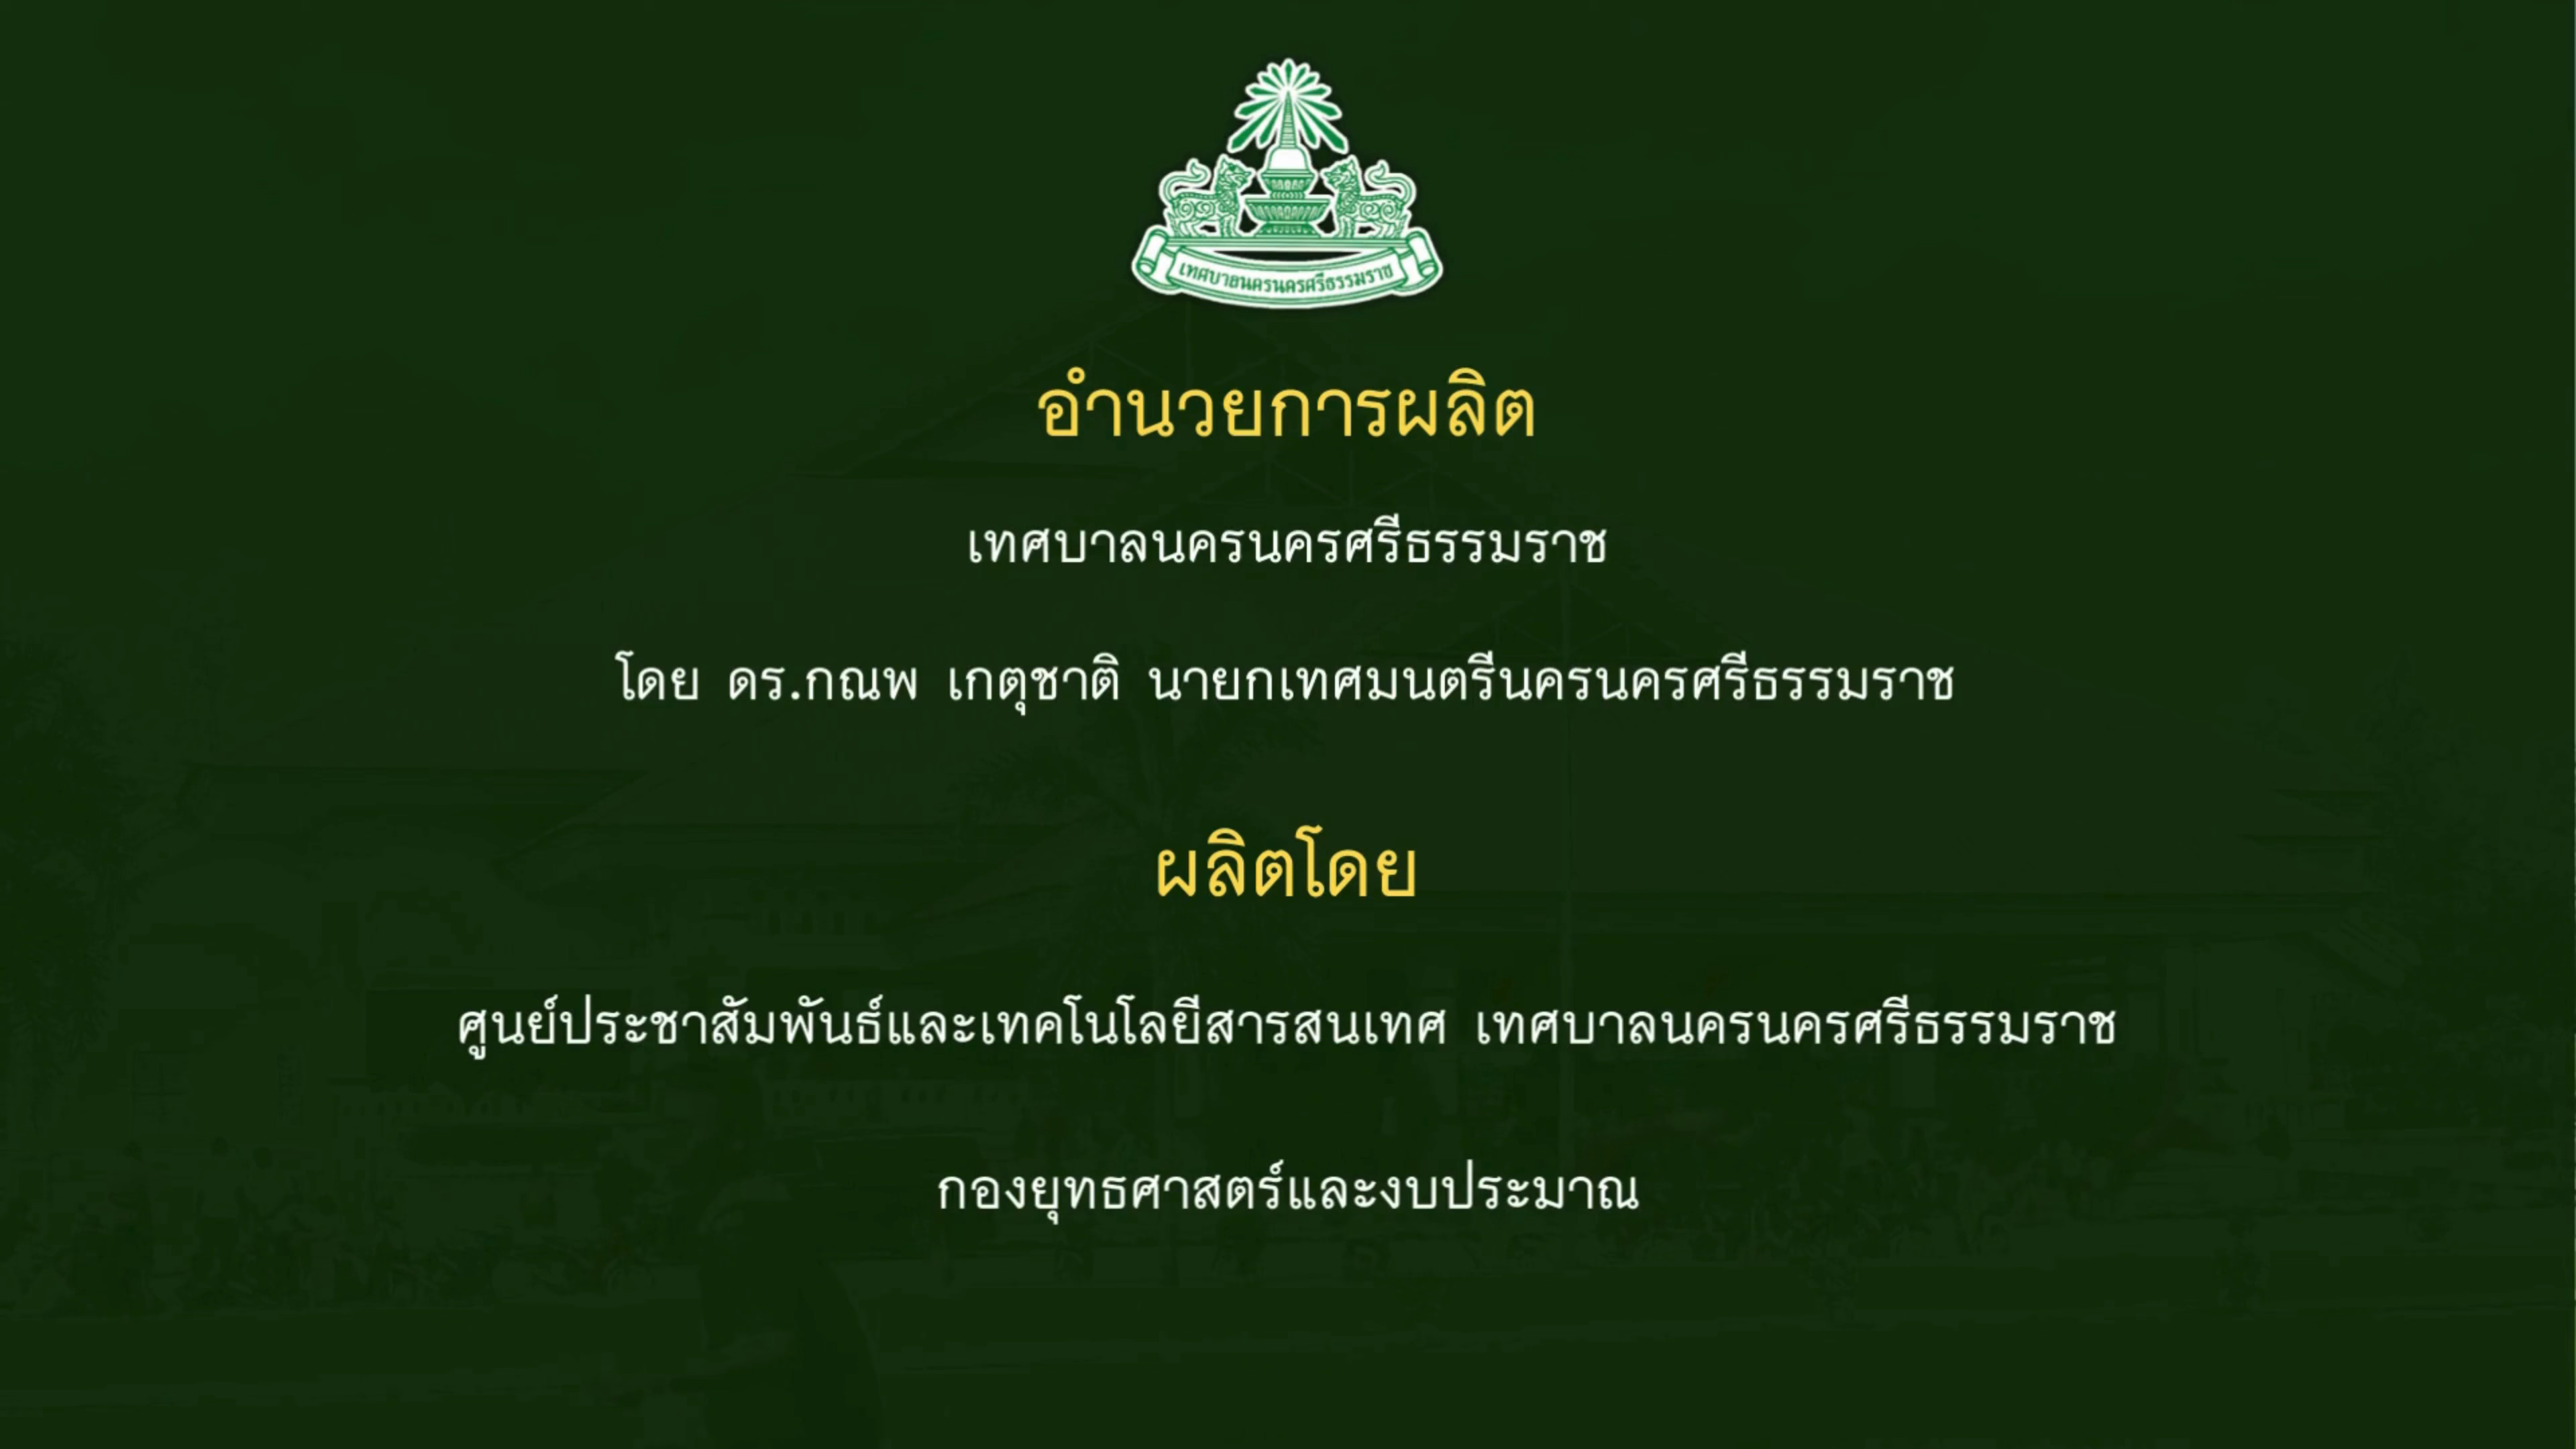 เทศบาลนครนครศรีธรรมราช
อำนวยการผลิต
เทศบาลนครนครศรีธรรมราช
โดย ดร.กณพ เกตุชาติ นายกเทศมนตรีนครนครศรีธรรมราช
ผลิตโดย
ศูนย์ประชาสัมพันธ์และเทคโนโลยีสารสนเทศ เทศบาลนครนครศรีธรรมราช
กองยุทธศาสตร์และงบประมาณ